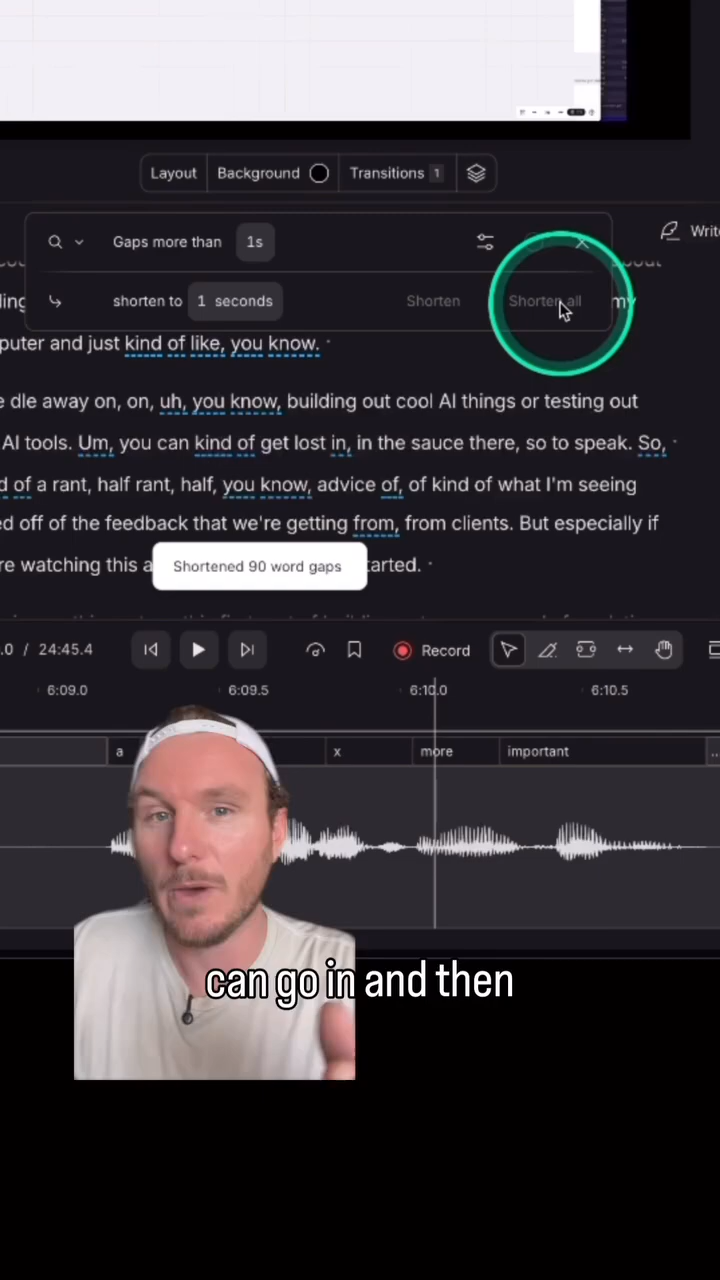 Layout Background Transitions 1
Gaps more than 1s
Write
shorten to 1 seconds Shorten Shorten all my
puter and just kind of like, you know.
dle away on, on, uh, you know, building out cool AI things or testing out
AI tools. Um, you can kind of get lost in, in the sauce there, so to speak. So,
of a rant, half rant, half, you know, advice of, of kind of what I'm seeing
ed off of the feedback that we're getting from, from clients. But especially if
re watching this a
Shortened 90 word gaps
tarted.
.0 / 24:45.4 Record
6:09.0 6:09.5 6:10.0 6:10.5
a x more important
can go in and then